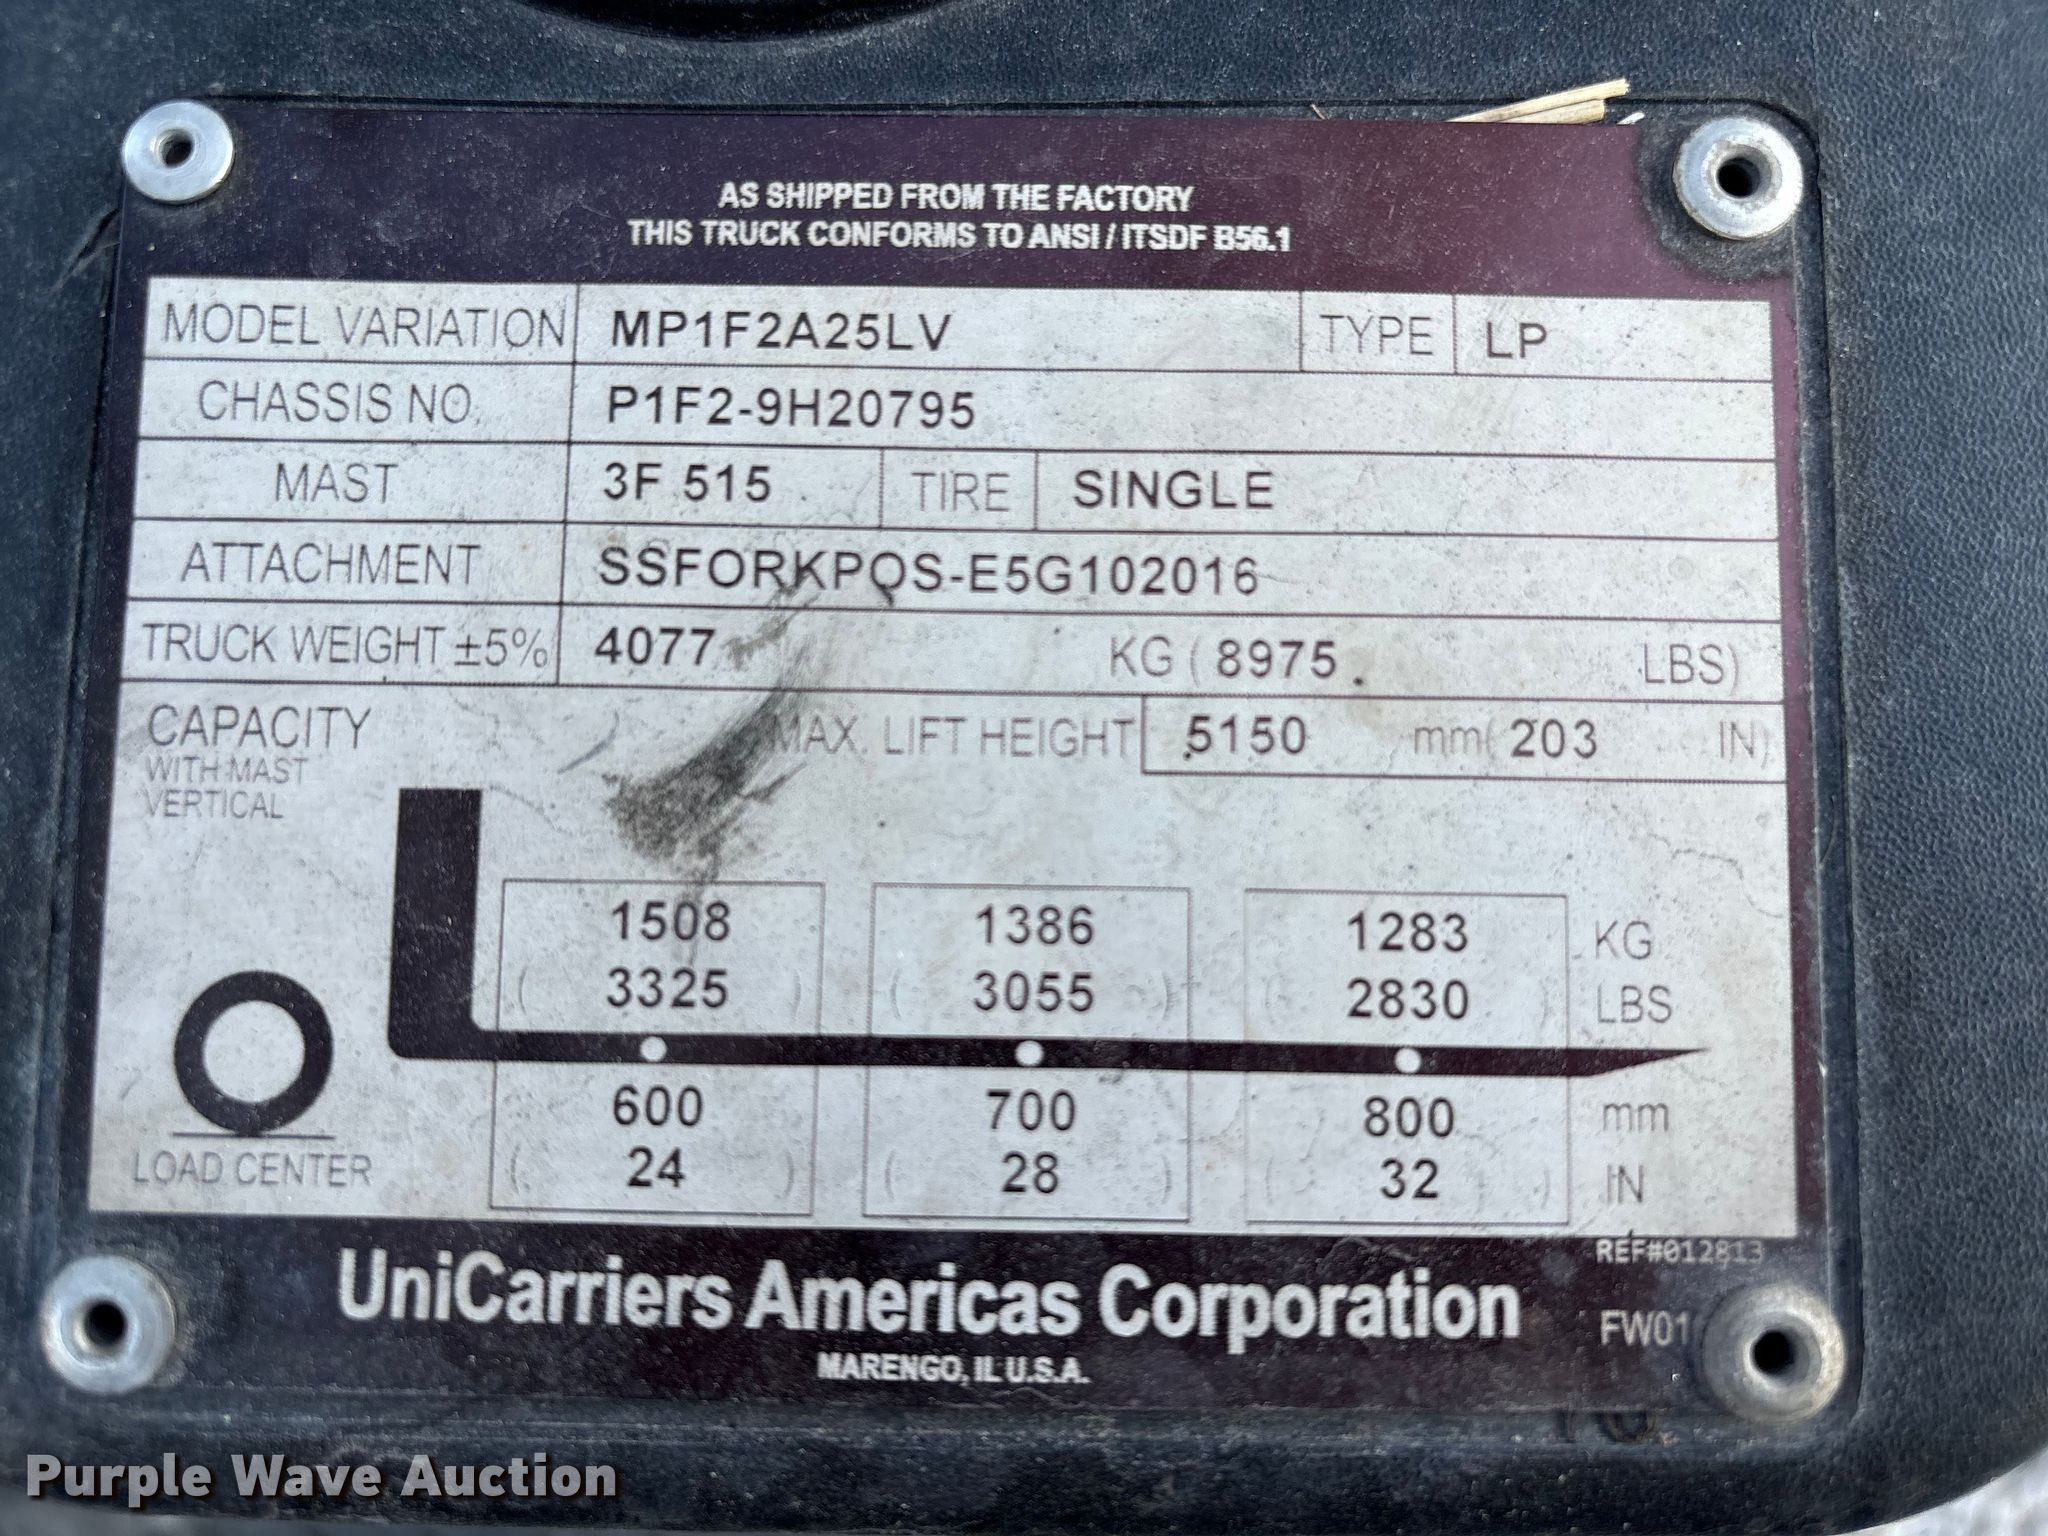 AS SHIPPED FROM THE FACTORY
THIS TRUCK CONFORMS TO ANSI / ITSDF B56.1
MODEL VARIATION MP1F2A25LV TYPE LP
CHASSIS NO. P1F2-9H20795
MAST 3F 515 TIRE SINGLE
ATTACHMENT SSFORKPOS-E5G102016
TRUCK WEIGHT ±5% 4077 KG ( 8975 LBS)
CAPACITY MAX. LIFT HEIGHT 5150 mm( 203 IN)
WITH MAST
VERTICAL
1508 1386 1283 KG
( 3325 ) ( 3055 ) ( 2830 ) LBS
600 700 800 mm
LOAD CENTER ( 24 ) ( 28 ) ( 32 ) IN
REF#012813
UniCarriers Americas Corporation FW01
MARENGO, IL U.S.A.
Purple Wave Auction